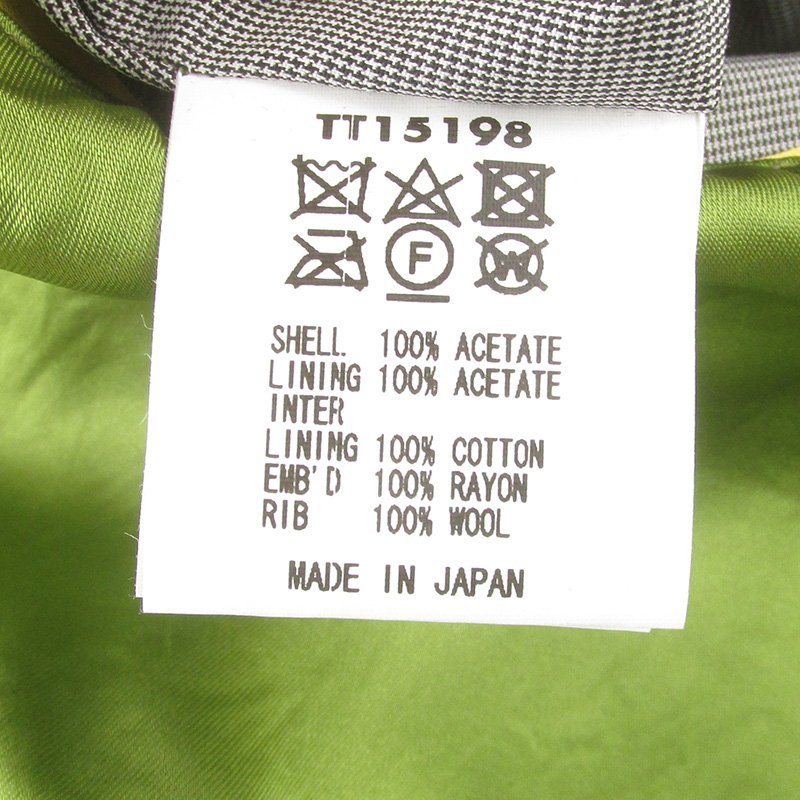 TT15198
F W
SHELL. 100% ACETATE
LINING 100% ACETATE
INTER
LINING 100% COTTON
EMB'D 100% RAYON
RIB 100% WOOL
MADE IN JAPAN